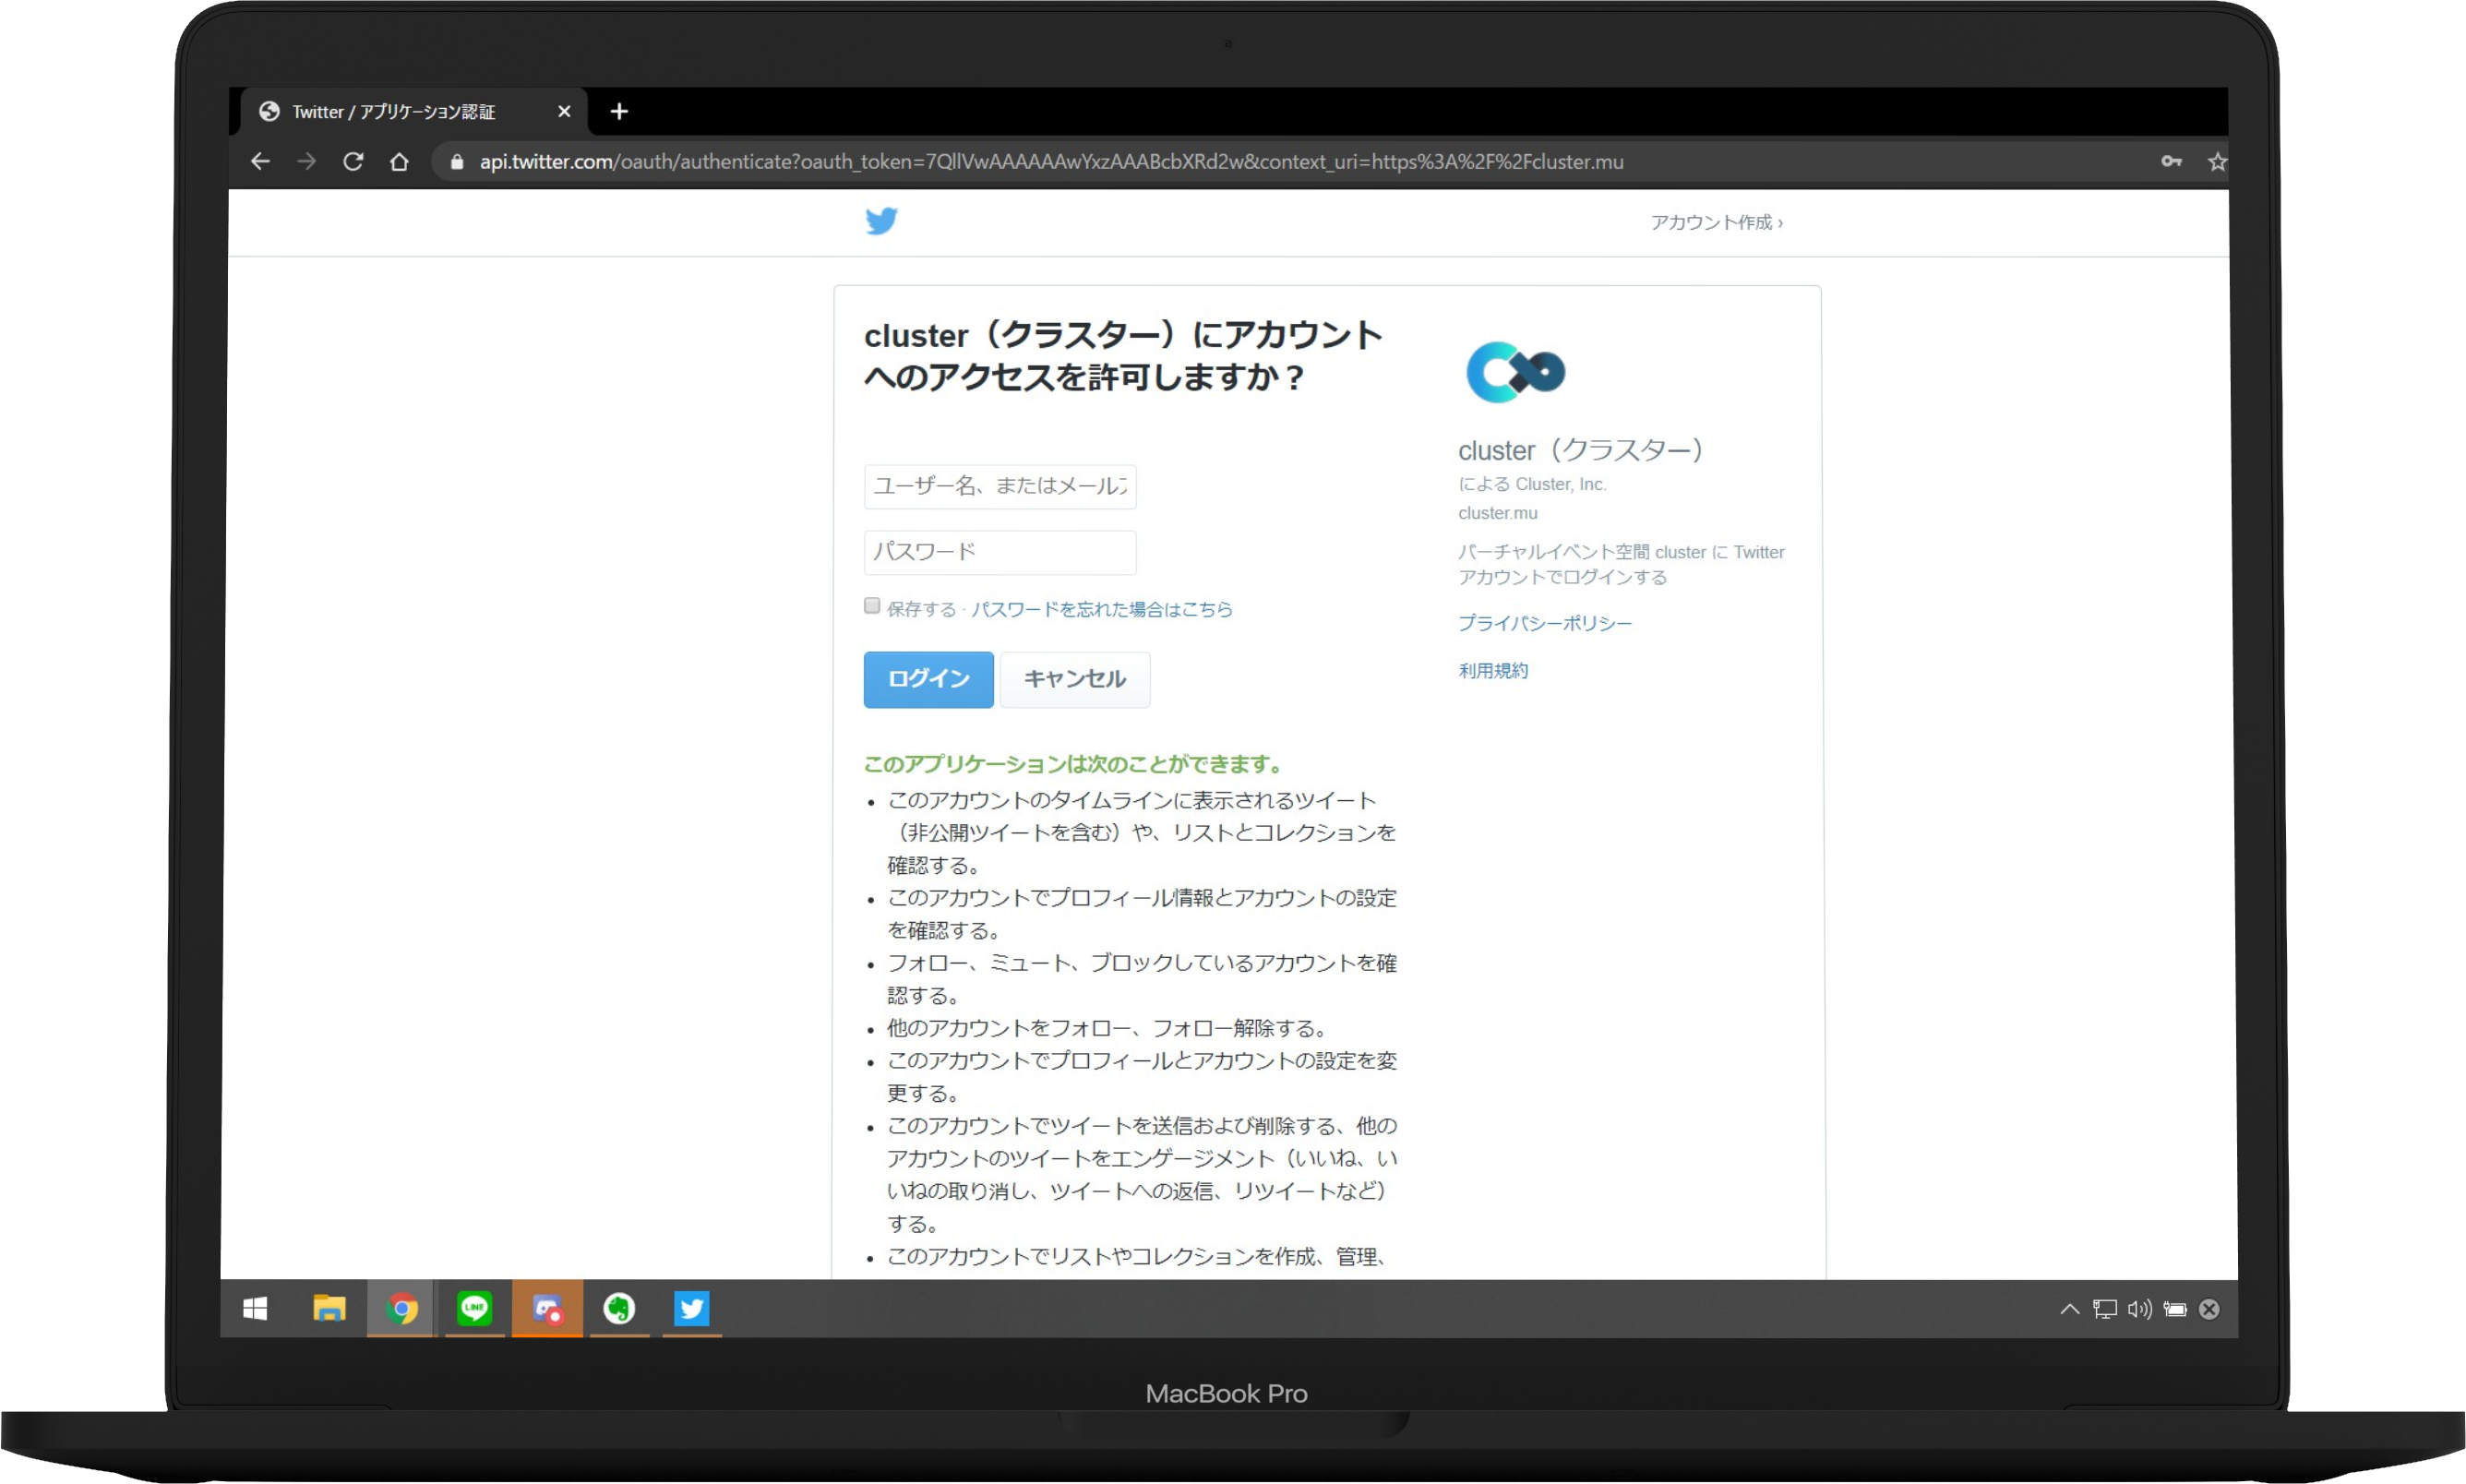 Twitter / アプリケーション認証
api.twitter.com/oauth/authenticate?oauth_token=7QllVwAAAAAAwYxzAAABcbXRd2w&context_uri=https%3A%2F%2Fcluster.mu
アカウント作成 ›
cluster（クラスター）にアカウント
へのアクセスを許可しますか？
ユーザー名、またはメール
パスワード
保存する · パスワードを忘れた場合はこちら
ログイン キャンセル
このアプリケーションは次のことができます。
• このアカウントのタイムラインに表示されるツイート
（非公開ツイートを含む）や、リストとコレクションを
確認する。
• このアカウントでプロフィール情報とアカウントの設定
を確認する。
• フォロー、ミュート、ブロックしているアカウントを確
認する。
• 他のアカウントをフォロー、フォロー解除する。
• このアカウントでプロフィールとアカウントの設定を変
更する。
• このアカウントでツイートを送信および削除する、他の
アカウントのツイートをエンゲージメント（いいね、い
いねの取り消し、ツイートへの返信、リツイートなど）
する。
• このアカウントでリストやコレクションを作成、管理、
cluster（クラスター）
による Cluster, Inc.
cluster.mu
バーチャルイベント空間 cluster に Twitter
アカウントでログインする
プライバシーポリシー
利用規約
LINE
MacBook Pro